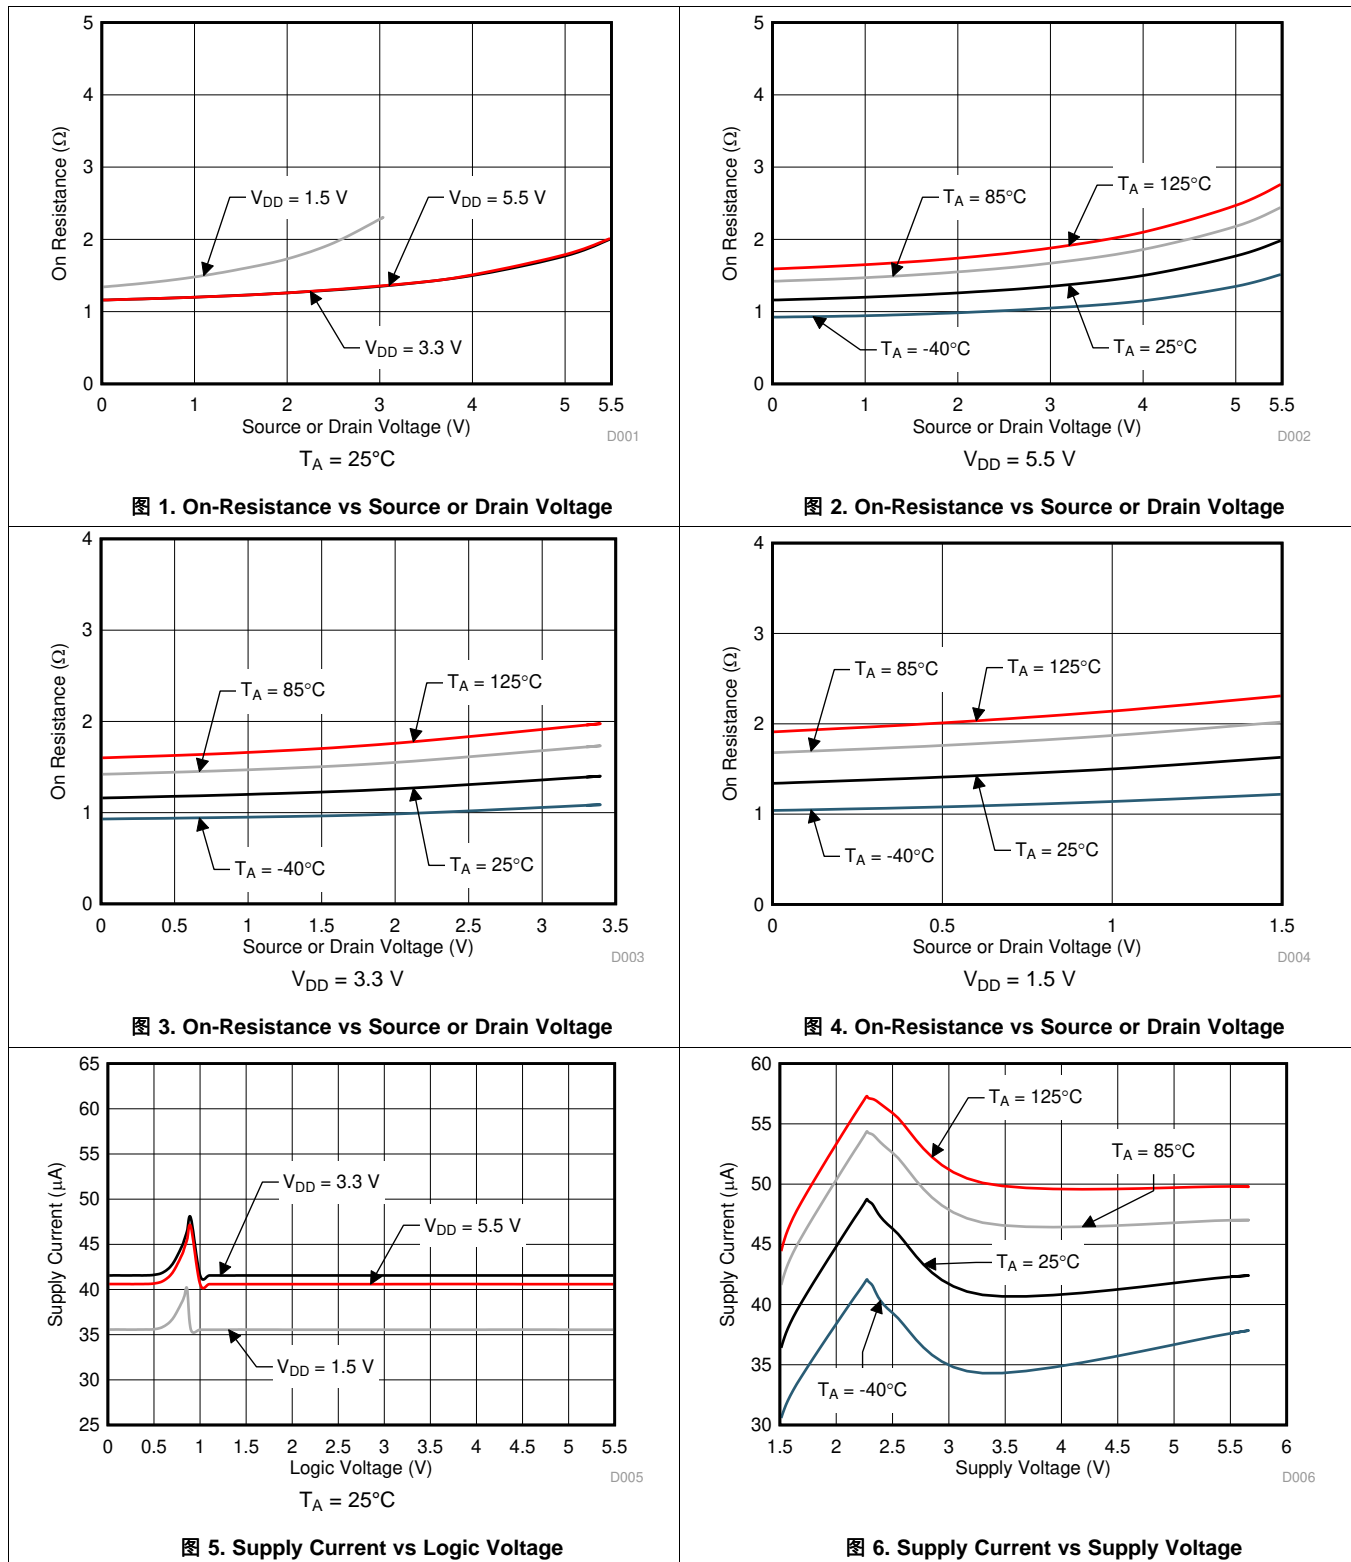 5
4
3
2
1
0
On Resistance (Ω)
V_DD = 1.5 V
V_DD = 5.5 V
V_DD = 3.3 V
0 1 2 3 4 5 5.5
Source or Drain Voltage (V)
D001
T_A = 25°C
图 1. On-Resistance vs Source or Drain Voltage
5
4
3
2
1
0
On Resistance (Ω)
T_A = 125°C
T_A = 85°C
T_A = -40°C
T_A = 25°C
0 1 2 3 4 5 5.5
Source or Drain Voltage (V)
D002
V_DD = 5.5 V
图 2. On-Resistance vs Source or Drain Voltage
4
3
2
1
0
On Resistance (Ω)
T_A = 85°C
T_A = 125°C
T_A = -40°C
T_A = 25°C
0 0.5 1 1.5 2 2.5 3 3.5
Source or Drain Voltage (V)
D003
V_DD = 3.3 V
图 3. On-Resistance vs Source or Drain Voltage
4
3
2
1
0
On Resistance (Ω)
T_A = 85°C
T_A = 125°C
T_A = -40°C
T_A = 25°C
0 0.5 1 1.5
Source or Drain Voltage (V)
D004
V_DD = 1.5 V
图 4. On-Resistance vs Source or Drain Voltage
65
60
55
50
45
40
35
30
25
Supply Current (μA)
V_DD = 3.3 V
V_DD = 5.5 V
V_DD = 1.5 V
0 0.5 1 1.5 2 2.5 3 3.5 4 4.5 5 5.5
Logic Voltage (V)
D005
T_A = 25°C
图 5. Supply Current vs Logic Voltage
60
55
50
45
40
35
30
Supply Current (μA)
T_A = 125°C
T_A = 85°C
T_A = 25°C
T_A = -40°C
1.5 2 2.5 3 3.5 4 4.5 5 5.5 6
Supply Voltage (V)
D006
图 6. Supply Current vs Supply Voltage